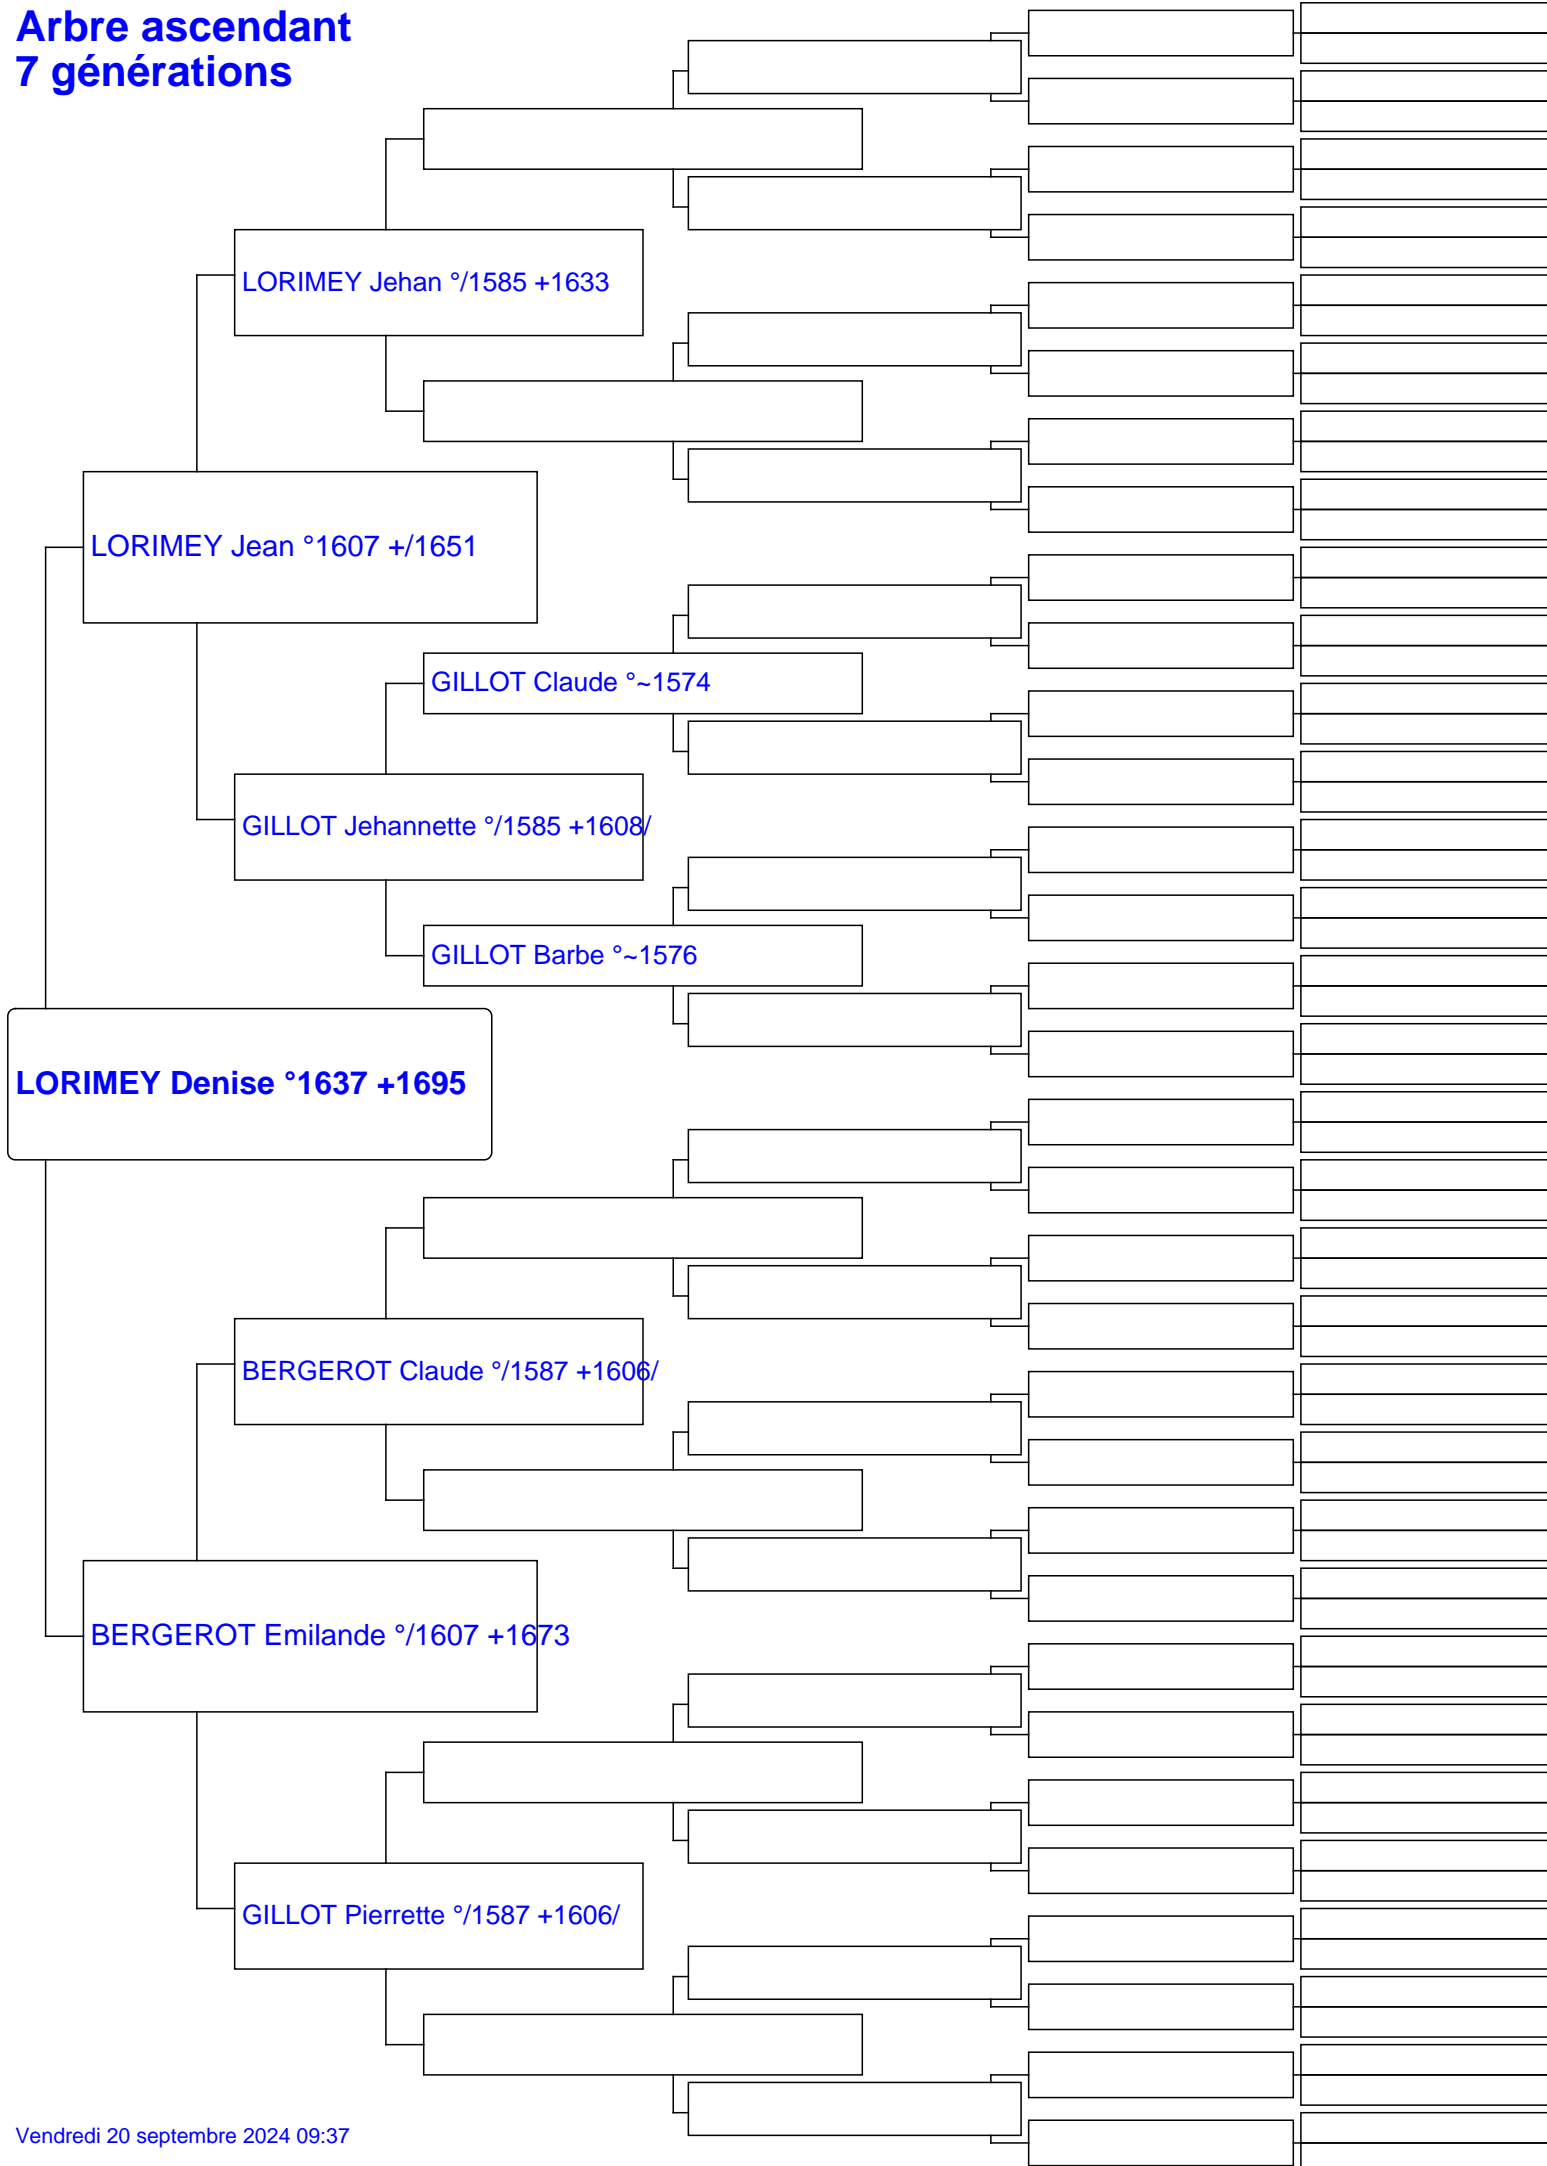 Arbre ascendant
7 générations
LORIMEY Jehan °/1585 +1633
LORIMEY Jean °1607 +/1651
GILLOT Claude °~1574
GILLOT Jehannette °/1585 +1608/
GILLOT Barbe °~1576
LORIMEY Denise °1637 +1695
BERGEROT Claude °/1587 +1606/
BERGEROT Emilande °/1607 +1673
GILLOT Pierrette °/1587 +1606/
Vendredi 20 septembre 2024 09:37